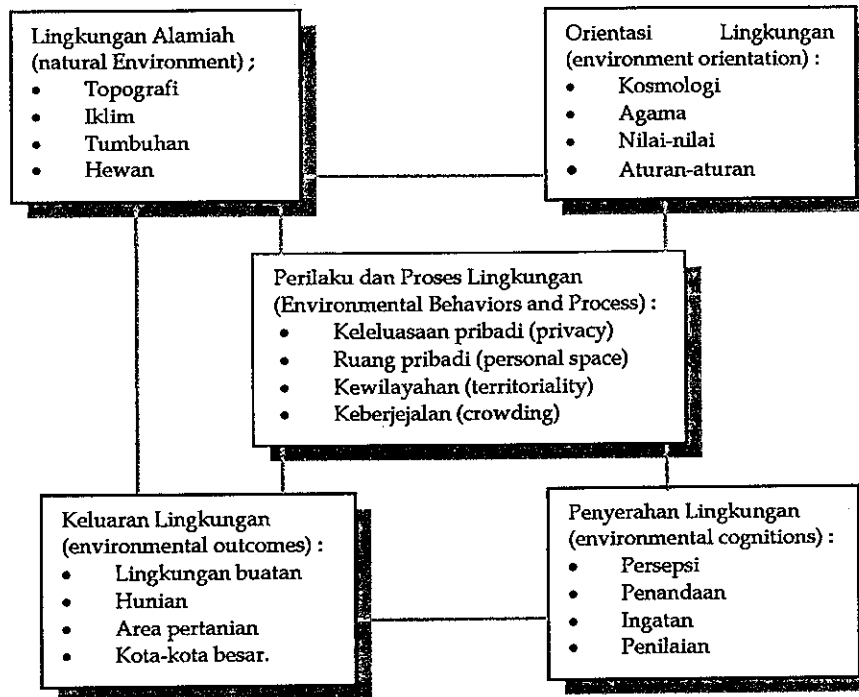 Lingkungan Alamiah
(natural Environment) ;
• Topografi
• Iklim
• Tumbuhan
• Hewan
Orientasi Lingkungan
(environment orientation) :
• Kosmologi
• Agama
• Nilai-nilai
• Aturan-aturan
Perilaku dan Proses Lingkungan
(Environmental Behaviors and Process) :
• Keleluasaan pribadi (privacy)
• Ruang pribadi (personal space)
• Kewilayahan (territoriality)
• Keberjejalan (crowding)
Keluaran Lingkungan
(environmental outcomes) :
• Lingkungan buatan
• Hunian
• Area pertanian
• Kota-kota besar.
Penyerahan Lingkungan
(environmental cognitions) :
• Persepsi
• Penandaan
• Ingatan
• Penilaian